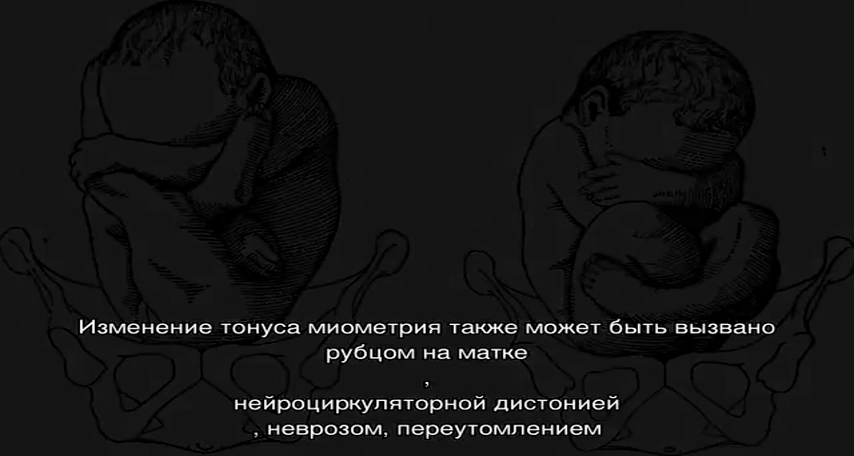 Изменение тонуса миометрия также может быть вызвано
рубцом на матке
,
нейроциркуляторной дистонией
, неврозом, переутомлением